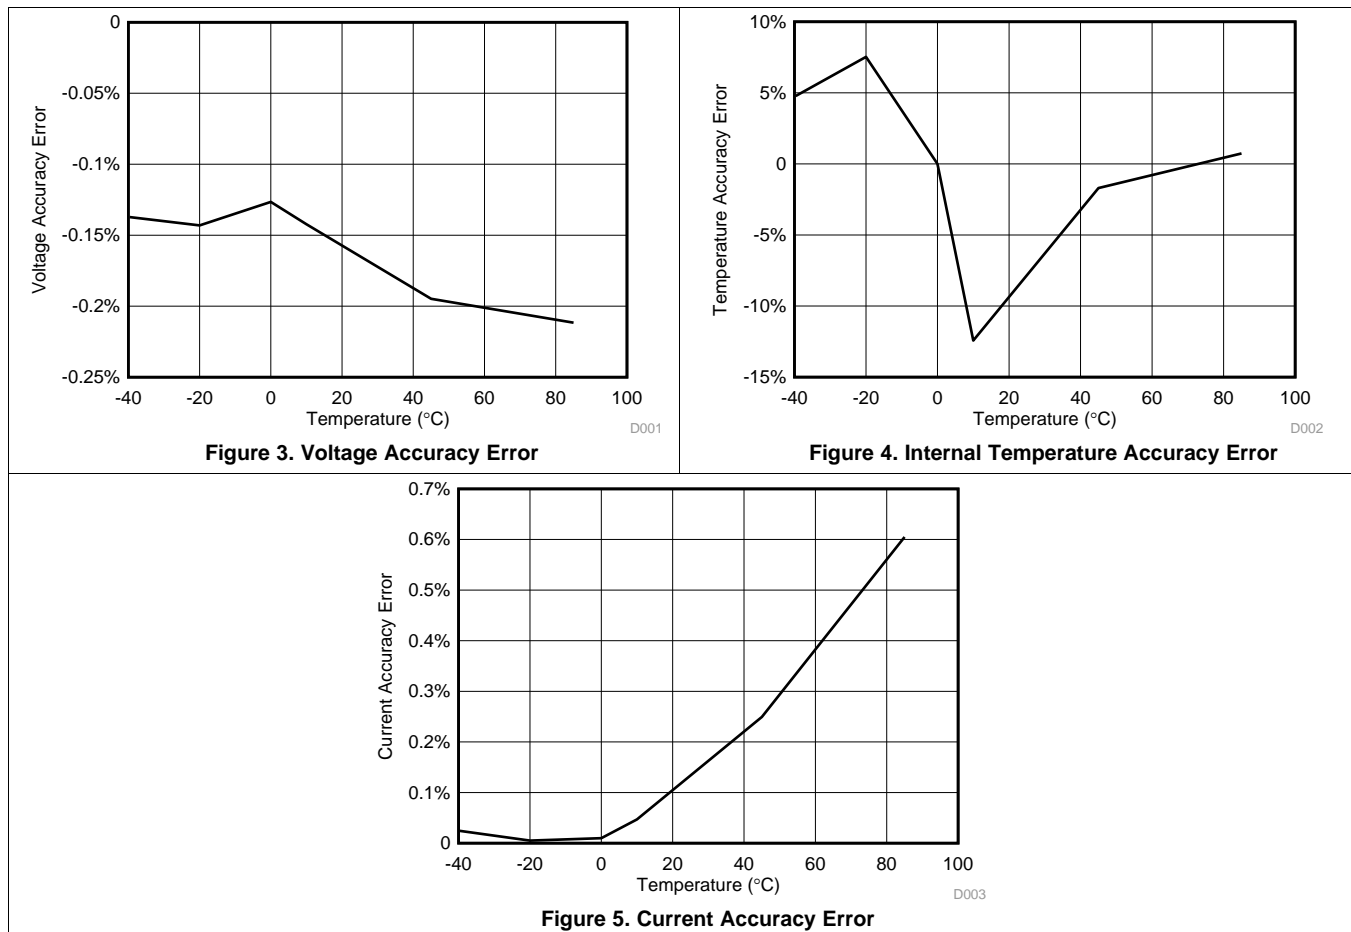 0
-0.05%
-0.1%
-0.15%
-0.2%
-0.25%
Voltage Accuracy Error
-40 -20 0 20 40 60 80 100
Temperature (°C)
D001
Figure 3. Voltage Accuracy Error
10%
5%
0
-5%
-10%
-15%
Temperature Accuracy Error
-40 -20 0 20 40 60 80 100
Temperature (°C)
D002
Figure 4. Internal Temperature Accuracy Error
0.7%
0.6%
0.5%
0.4%
0.3%
0.2%
0.1%
0
Current Accuracy Error
-40 -20 0 20 40 60 80 100
Temperature (°C)
D003
Figure 5. Current Accuracy Error